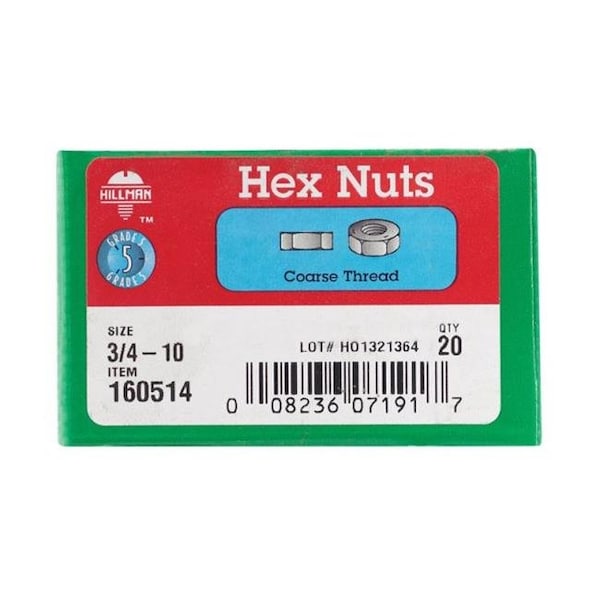 HILLMAN
TM
Hex Nuts
GRADE 5
5
GRADE 5
Coarse Thread
SIZE
3/4 – 10
ITEM
160514
LOT# HO1321364
QTY
20
0 08236 07191 7